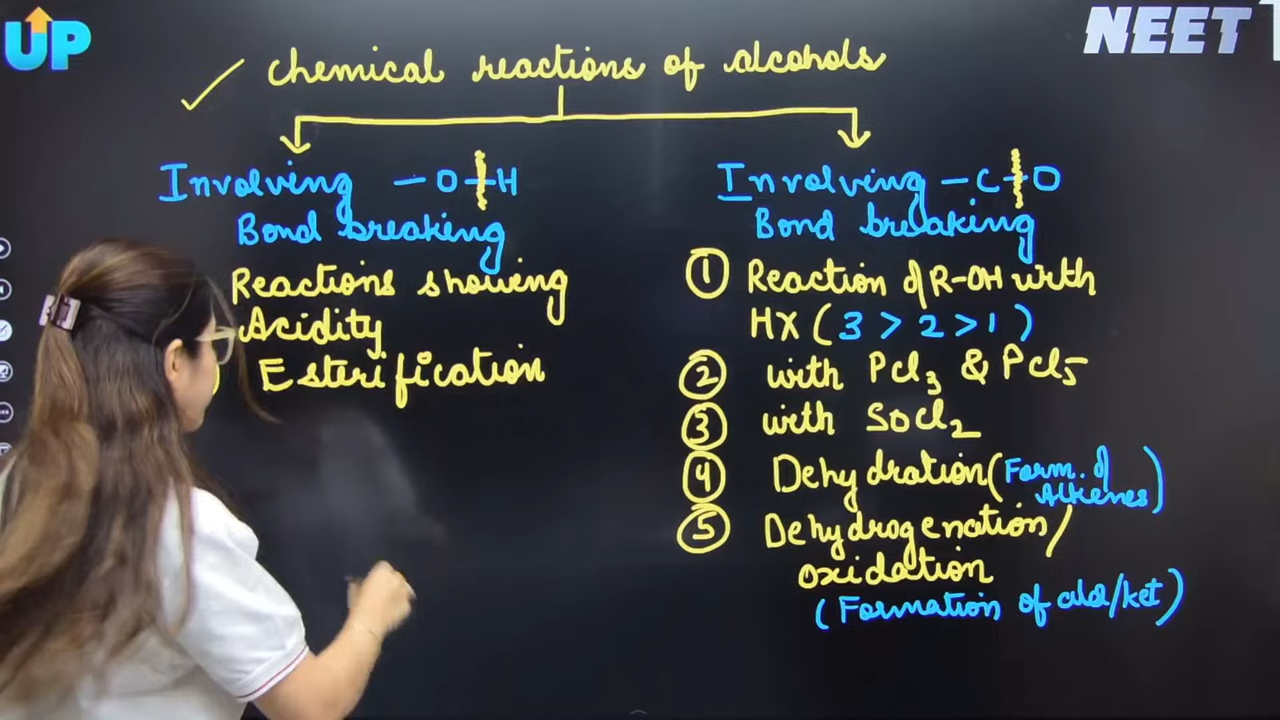 UP
NEET
chemical reactions of alcohols
Involving -O-H
Bond breaking
Reactions showing
Acidity
Esterification
Involving -C-O
Bond breaking
① Reaction of R-OH with
HX (3 > 2 > 1)
② with PCl3 & PCl5
③ with SOCl2
④ Dehydration (Form. of
Alkenes)
⑤ Dehydrogenation/
oxidation
(Formation of ald/ket)